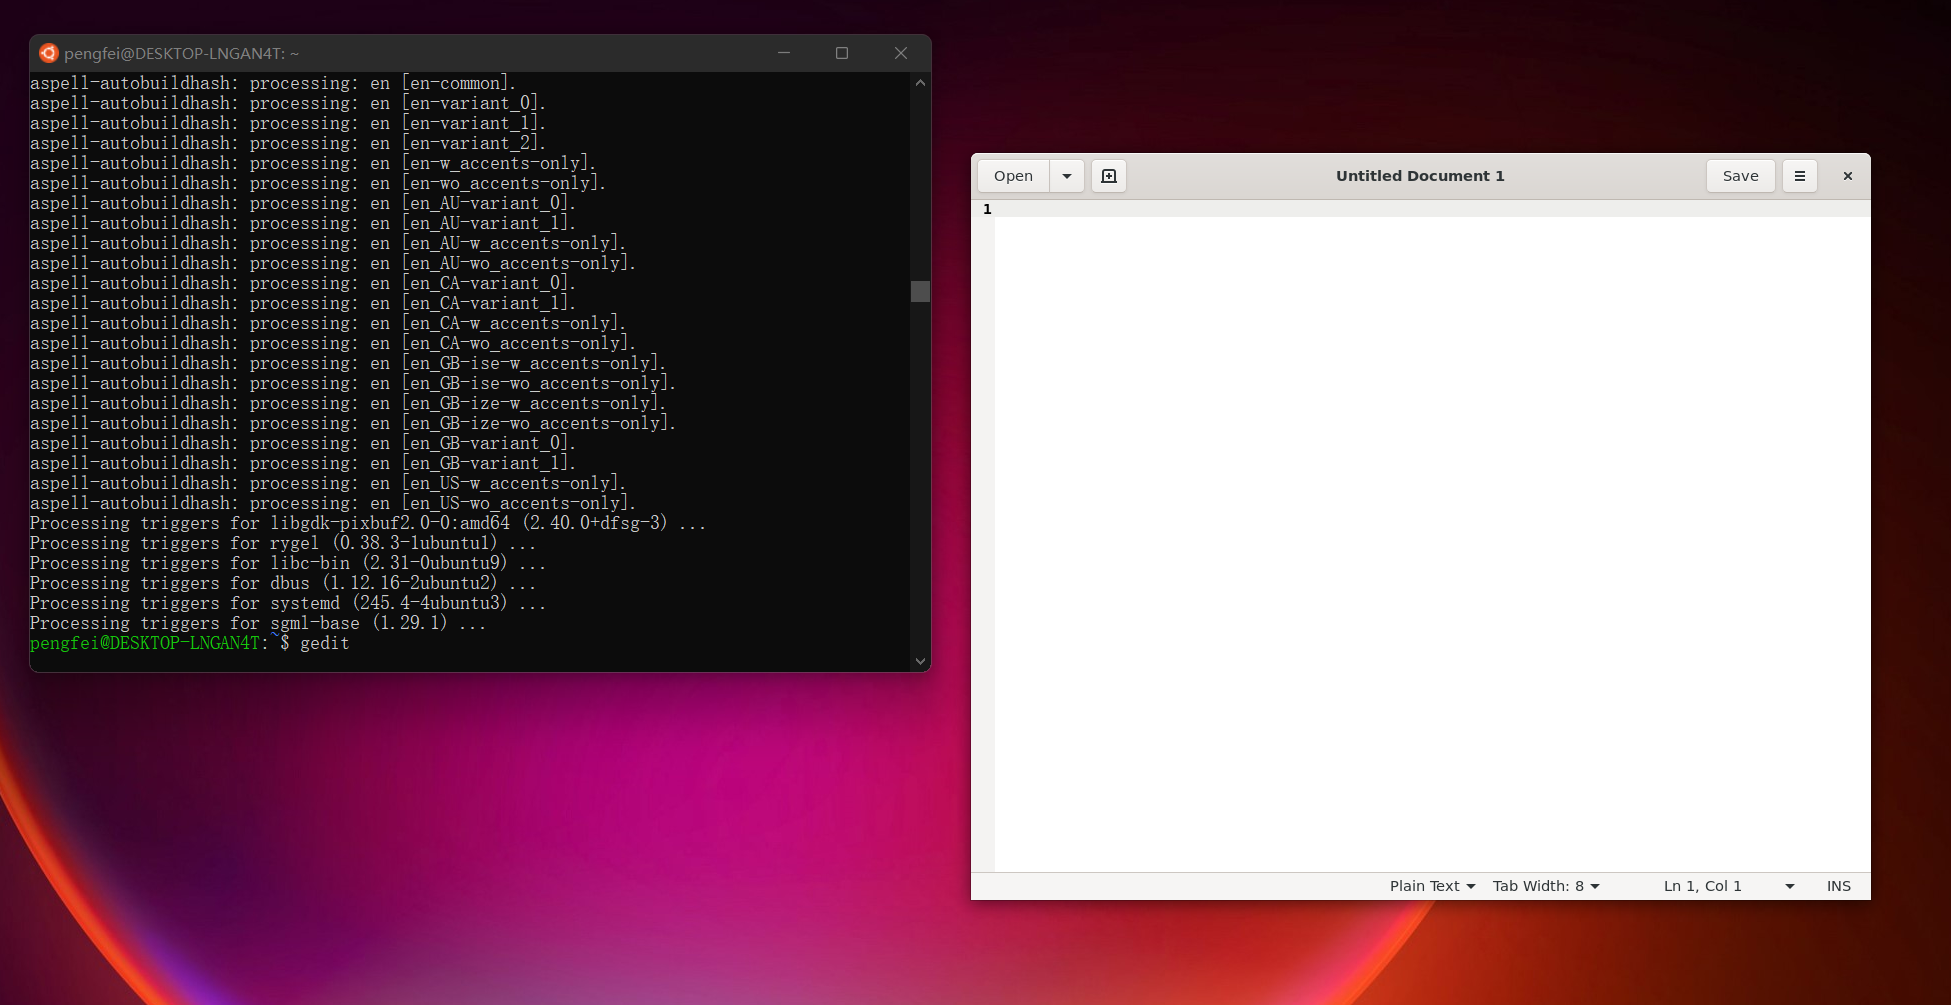 pengfei@DESKTOP-LNGAN4T: ~
aspell-autobuildhash: processing: en [en-common].
aspell-autobuildhash: processing: en [en-variant_0].
aspell-autobuildhash: processing: en [en-variant_1].
aspell-autobuildhash: processing: en [en-variant_2].
aspell-autobuildhash: processing: en [en-w_accents-only].
aspell-autobuildhash: processing: en [en-wo_accents-only].
aspell-autobuildhash: processing: en [en_AU-variant_0].
aspell-autobuildhash: processing: en [en_AU-variant_1].
aspell-autobuildhash: processing: en [en_AU-w_accents-only].
aspell-autobuildhash: processing: en [en_AU-wo_accents-only].
aspell-autobuildhash: processing: en [en_CA-variant_0].
aspell-autobuildhash: processing: en [en_CA-variant_1].
aspell-autobuildhash: processing: en [en_CA-w_accents-only].
aspell-autobuildhash: processing: en [en_CA-wo_accents-only].
aspell-autobuildhash: processing: en [en_GB-ise-w_accents-only].
aspell-autobuildhash: processing: en [en_GB-ise-wo_accents-only].
aspell-autobuildhash: processing: en [en_GB-ize-w_accents-only].
aspell-autobuildhash: processing: en [en_GB-ize-wo_accents-only].
aspell-autobuildhash: processing: en [en_GB-variant_0].
aspell-autobuildhash: processing: en [en_GB-variant_1].
aspell-autobuildhash: processing: en [en_US-w_accents-only].
aspell-autobuildhash: processing: en [en_US-wo_accents-only].
Processing triggers for libgdk-pixbuf2.0-0:amd64 (2.40.0+dfsg-3) ...
Processing triggers for rygel (0.38.3-1ubuntu1) ...
Processing triggers for libc-bin (2.31-0ubuntu9) ...
Processing triggers for dbus (1.12.16-2ubuntu2) ...
Processing triggers for systemd (245.4-4ubuntu3) ...
Processing triggers for sgml-base (1.29.1) ...
pengfei@DESKTOP-LNGAN4T:~$ gedit
Open Untitled Document 1 Save
1
Plain Text Tab Width: 8 Ln 1, Col 1 INS